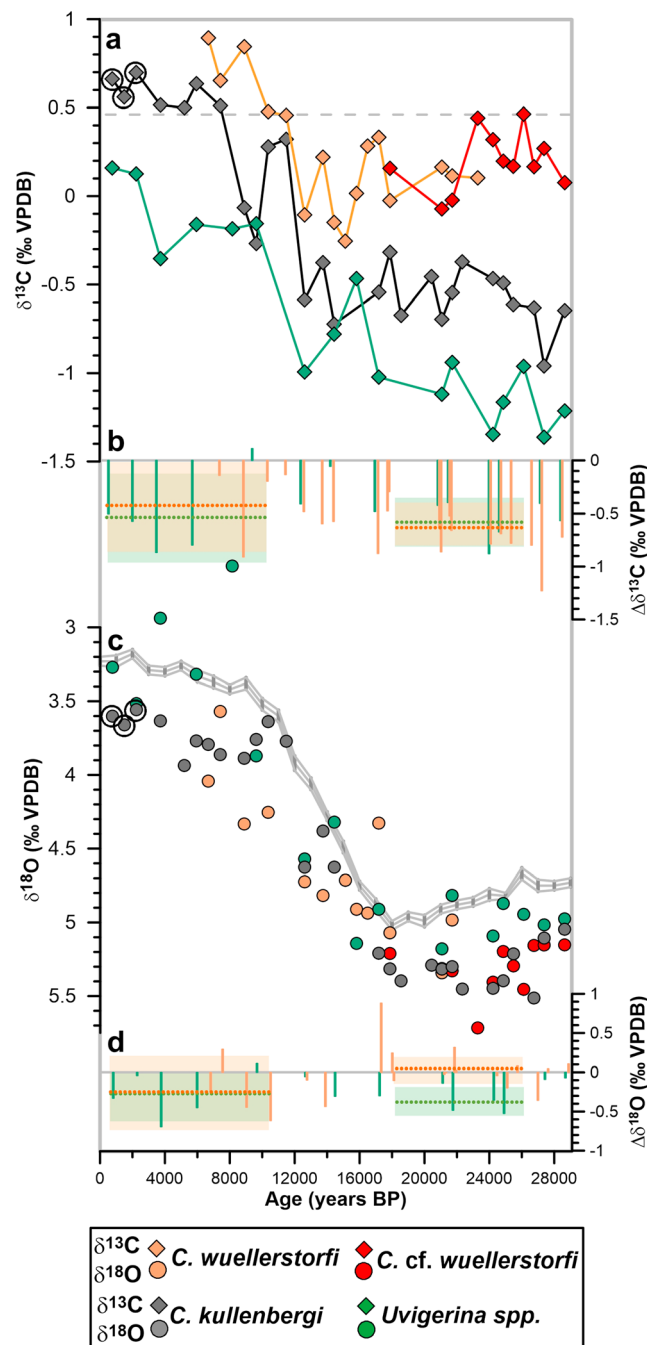 a
1
0.5
0
-0.5
-1
-1.5
δ13C (‰ VPDB)
b
0
-0.5
-1
-1.5
Δδ13C (‰ VPDB)
c
3
3.5
4
4.5
5
5.5
δ18O (‰ VPDB)
d
1
0.5
0
-0.5
-1
Δδ18O (‰ VPDB)
0 4000 8000 12000 16000 20000 24000 28000
Age (years BP)
δ13C
δ18O
C. wuellerstorfi
C. cf. wuellerstorfi
δ13C
δ18O
C. kullenbergi
Uvigerina spp.